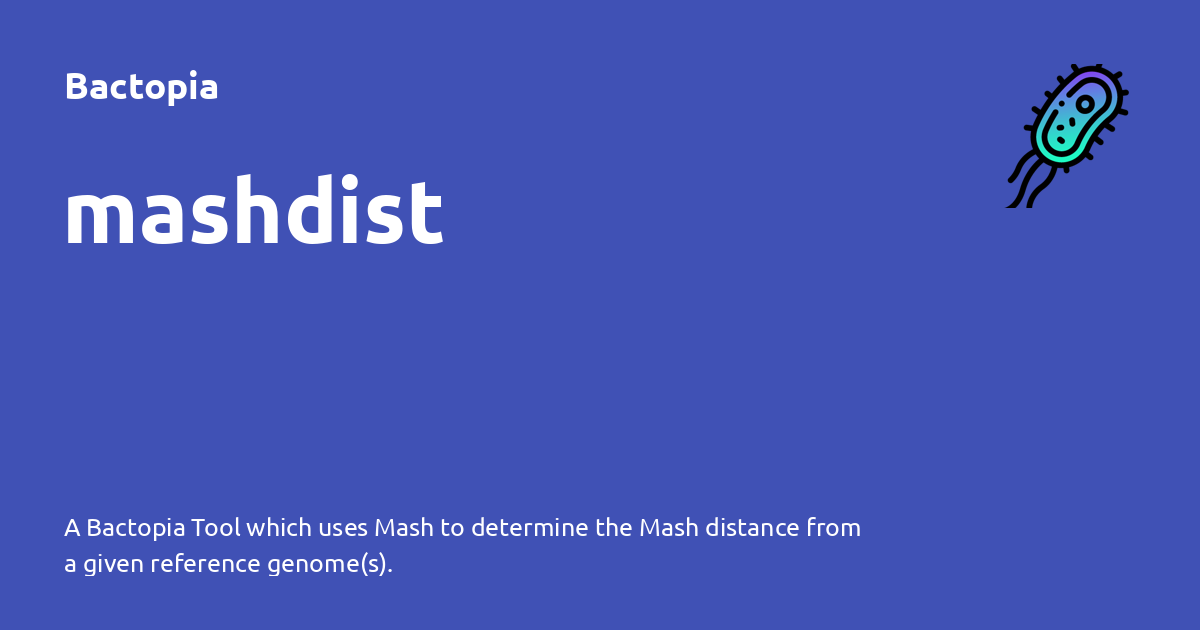 Bactopia
mashdist
A Bactopia Tool which uses Mash to determine the Mash distance from
a given reference genome(s).